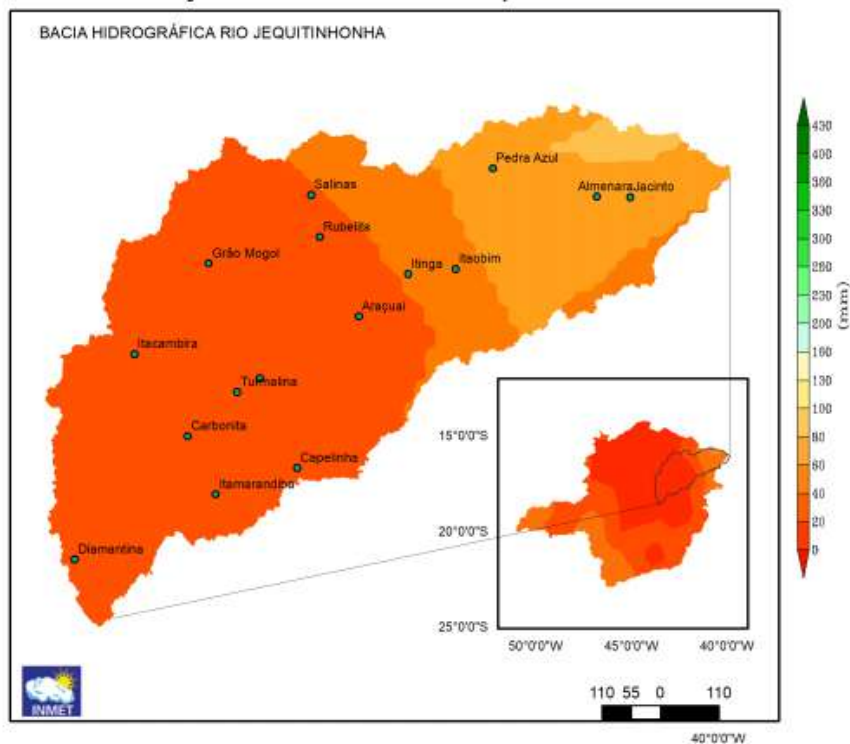 BACIA HIDROGRÁFICA RIO JEQUITINHONHA
Pedra Azul
Salinas
Almenara
Jacinto
Rubelita
Grão Mogol
Itinga
Itaobim
Araçuai
Itacambira
Turmalina
Carbonita
Capelinha
Itamarandiba
Diamantina
430
400
360
330
300
260
230
200
160
130
100
80
60
40
20
0
(mm)
15°0'0"S
20°0'0"S
25°0'0"S
50°0'0"W 45°0'0"W 40°0'0"W
INMET
110 55 0 110
40°0'0"W